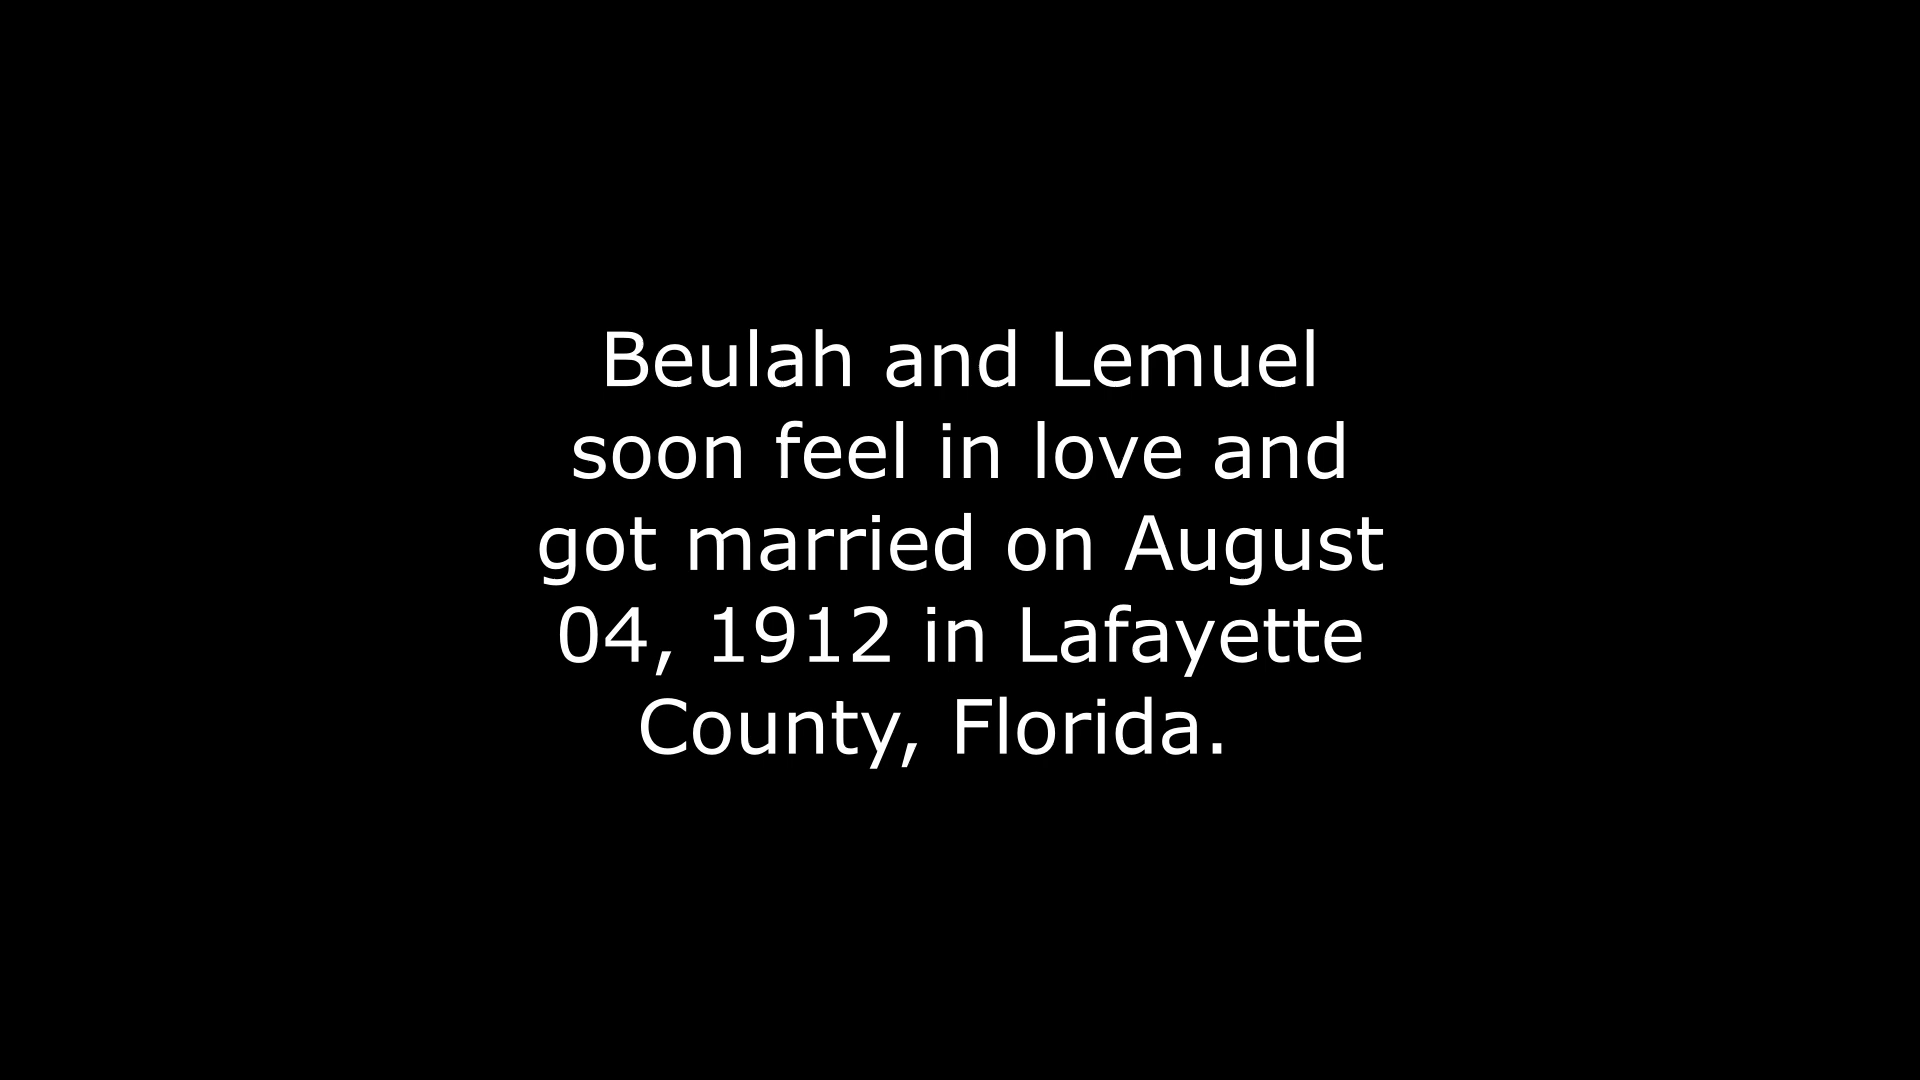 Beulah and Lemuel
soon feel in love and
got married on August
04, 1912 in Lafayette
County, Florida.